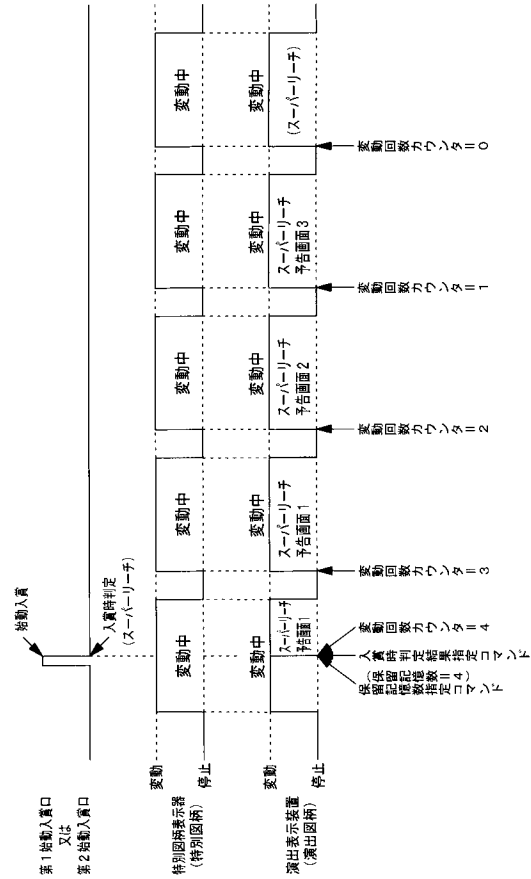 始動入賞
入賞時判定
(スーパーリーチ)
第1始動入賞口
又は
第2始動入賞口
変動
停止
特別図柄表示器
(特別図柄)
変動中
変動中
変動中
変動中
変動中
変動
停止
演出表示装置
(演出図柄)
変動中
スーパーリーチ
予告画面1
変動中
スーパーリーチ
予告画面1
変動中
スーパーリーチ
予告画面2
変動中
スーパーリーチ
予告画面3
変動中
(スーパーリーチ)
保留記憶数指定コマンド
(保留記憶数=4)
入賞時判定結果指定コマンド
変動回数カウンタ=4
変動回数カウンタ=3
変動回数カウンタ=2
変動回数カウンタ=1
変動回数カウンタ=0